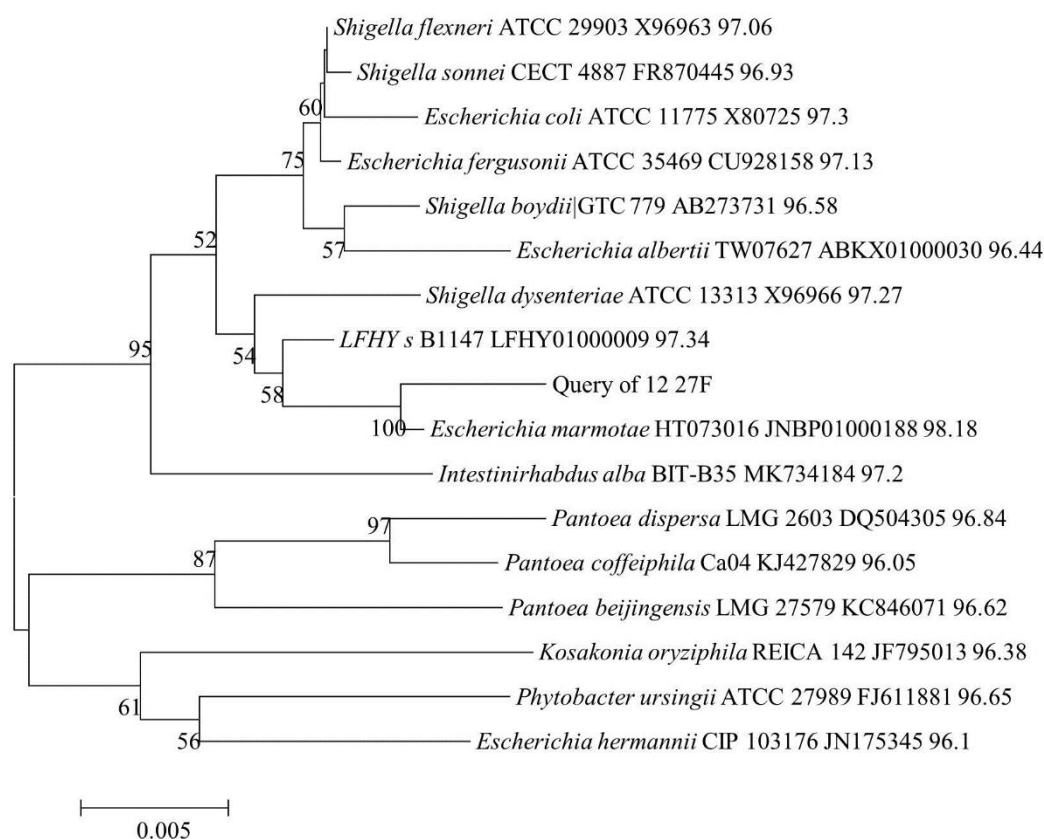 Shigella flexneri ATCC 29903 X96963 97.06
Shigella sonnei CECT 4887 FR870445 96.93
60
Escherichia coli ATCC 11775 X80725 97.3
75
Escherichia fergusonii ATCC 35469 CU928158 97.13
Shigella boydii|GTC 779 AB273731 96.58
52
57
Escherichia albertii TW07627 ABKX01000030 96.44
Shigella dysenteriae ATCC 13313 X96966 97.27
95
54
LFHY s B1147 LFHY01000009 97.34
58
Query of 12 27F
100
Escherichia marmotae HT073016 JNBP01000188 98.18
Intestinirhabdus alba BIT-B35 MK734184 97.2
97
Pantoea dispersa LMG 2603 DQ504305 96.84
87
Pantoea coffeiphila Ca04 KJ427829 96.05
Pantoea beijingensis LMG 27579 KC846071 96.62
Kosakonia oryziphila REICA 142 JF795013 96.38
61
Phytobacter ursingii ATCC 27989 FJ611881 96.65
56
Escherichia hermannii CIP 103176 JN175345 96.1
0.005